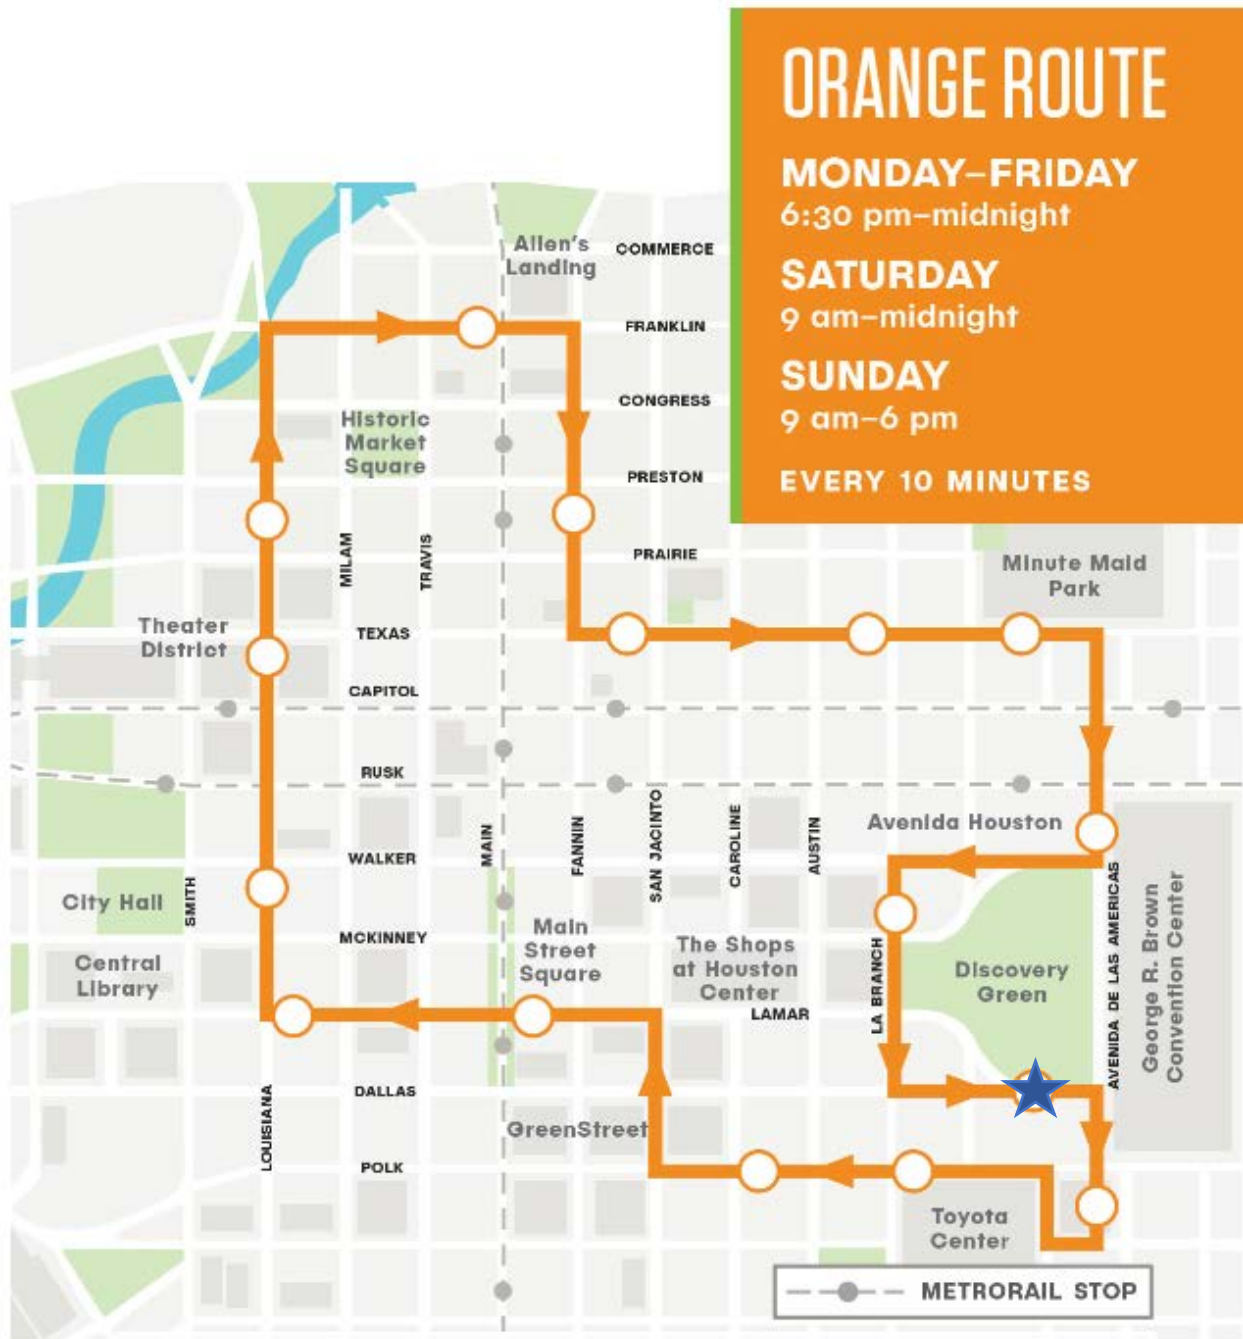 ORANGE ROUTE
MONDAY–FRIDAY
6:30 pm–midnight
SATURDAY
9 am–midnight
SUNDAY
9 am–6 pm
EVERY 10 MINUTES
Allen's
Landing
COMMERCE
FRANKLIN
CONGRESS
Historic
Market
Square
PRESTON
PRAIRIE
MILAM
TRAVIS
Minute Maid
Park
Theater
District
TEXAS
CAPITOL
RUSK
MAIN
FANNIN
SAN JACINTO
CAROLINE
AUSTIN
Avenida Houston
WALKER
SMITH
City Hall
MCKINNEY
Main
Street
Square
The Shops
at Houston
Center
LAMAR
LA BRANCH
Discovery
Green
AVENIDA DE LAS AMERICAS
George R. Brown
Convention Center
Central
Library
LOUISIANA
DALLAS
GreenStreet
POLK
Toyota
Center
METRORAIL STOP